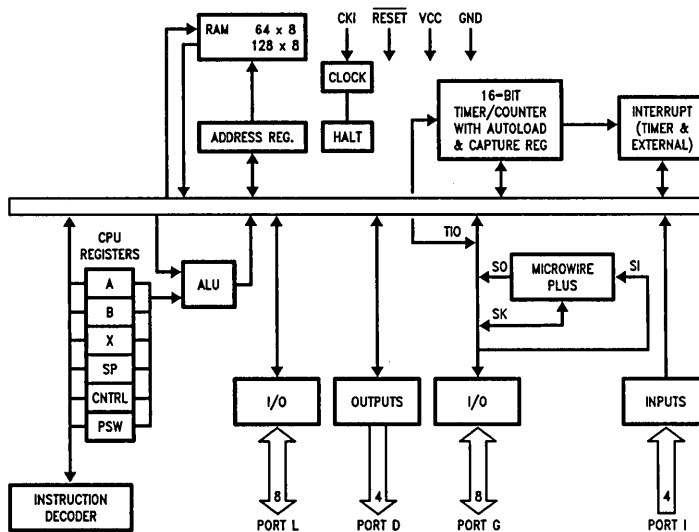 RAM 64 x 8
128 x 8
CKI RESET VCC GND
CLOCK
HALT
ADDRESS REG.
16-BIT
TIMER/COUNTER
WITH AUTOLOAD
& CAPTURE REG
INTERRUPT
(TIMER &
EXTERNAL)
TIO
CPU
REGISTERS
A
B
X
SP
CNTRL
PSW
ALU
SO
MICROWIRE
PLUS
SI
SK
I/O
OUTPUTS
I/O
INPUTS
INSTRUCTION
DECODER
8
4
8
4
PORT L
PORT D
PORT G
PORT I